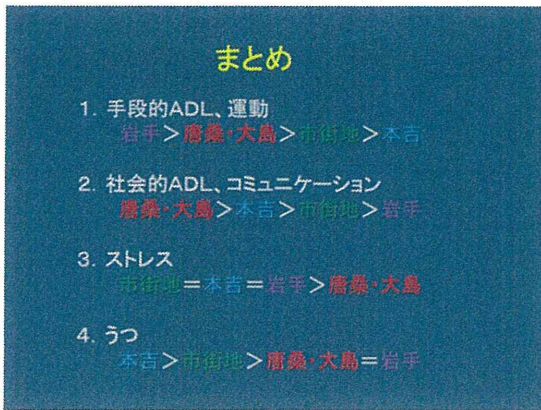 まとめ
1. 手段的ADL、運動
岩手＞唐桑・大島＞市街地＞本吉
2. 社会的ADL、コミュニケーション
唐桑・大島＞本吉＞市街地＞岩手
3. ストレス
市街地＝本吉＝岩手＞唐桑・大島
4. うつ
本吉＞市街地＞唐桑・大島＝岩手